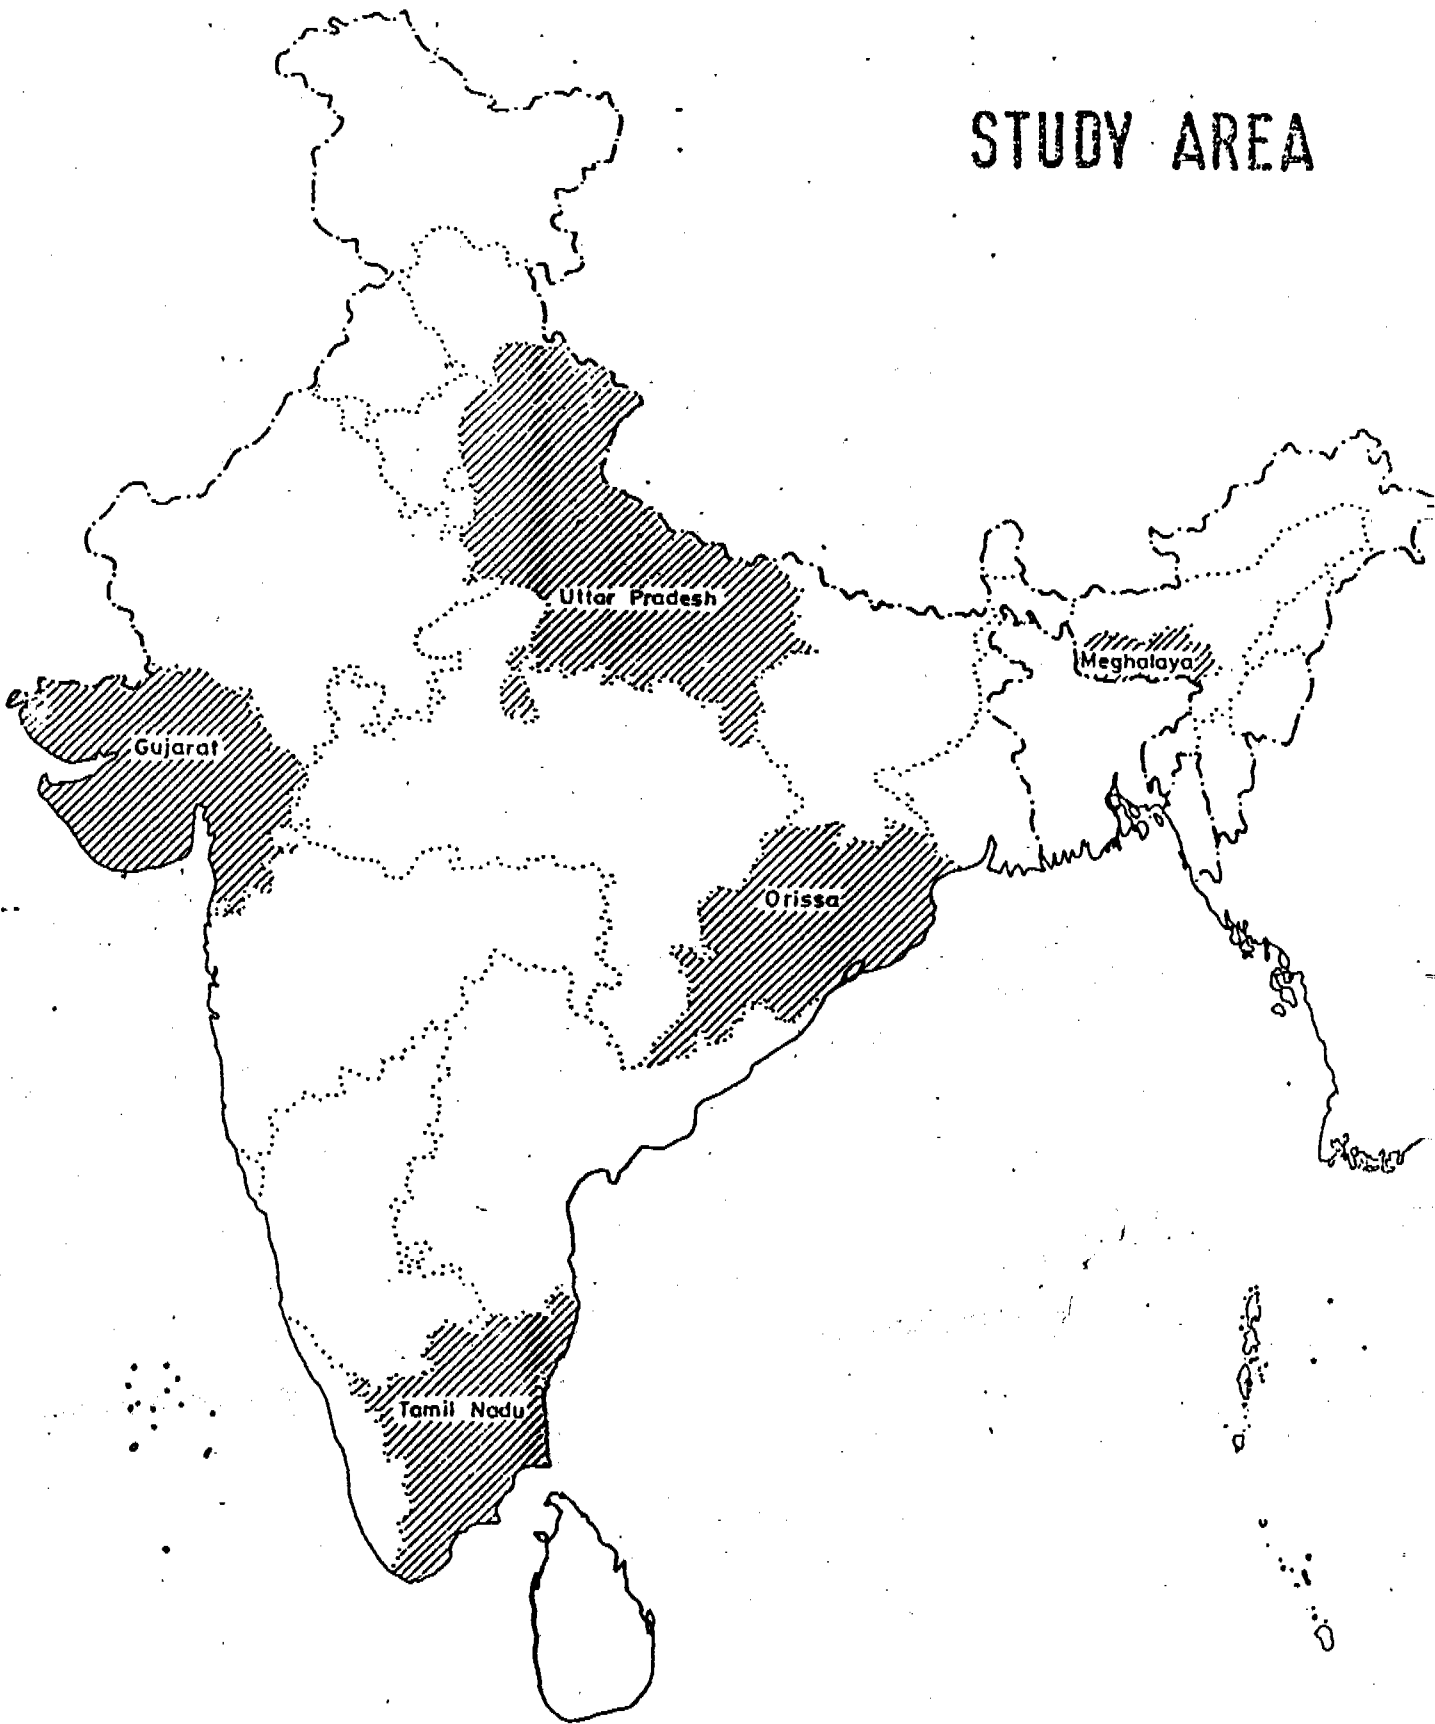 STUDY AREA
Uttar Pradesh
Meghalaya
Gujarat
Orissa
Tamil Nadu